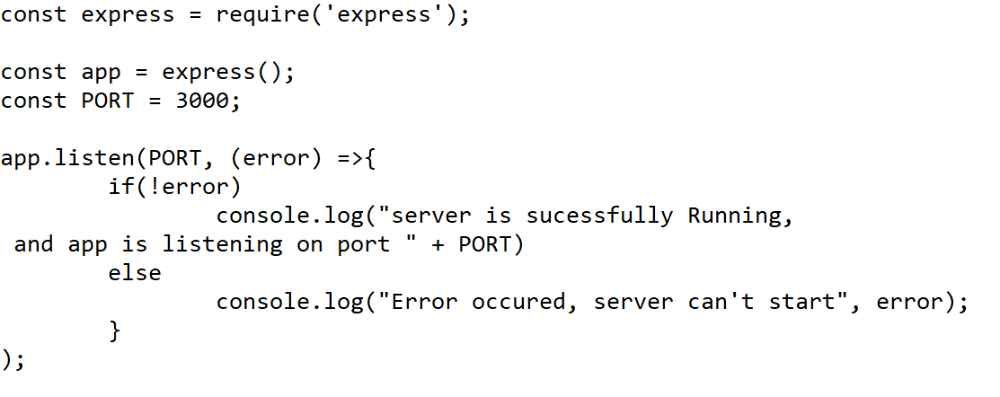 const express = require('express');
const app = express();
const PORT = 3000;
app.listen(PORT, (error) =>{
if(!error)
console.log("server is sucessfully Running,
and app is listening on port " + PORT)
else
console.log("Error occured, server can't start", error);
}
);